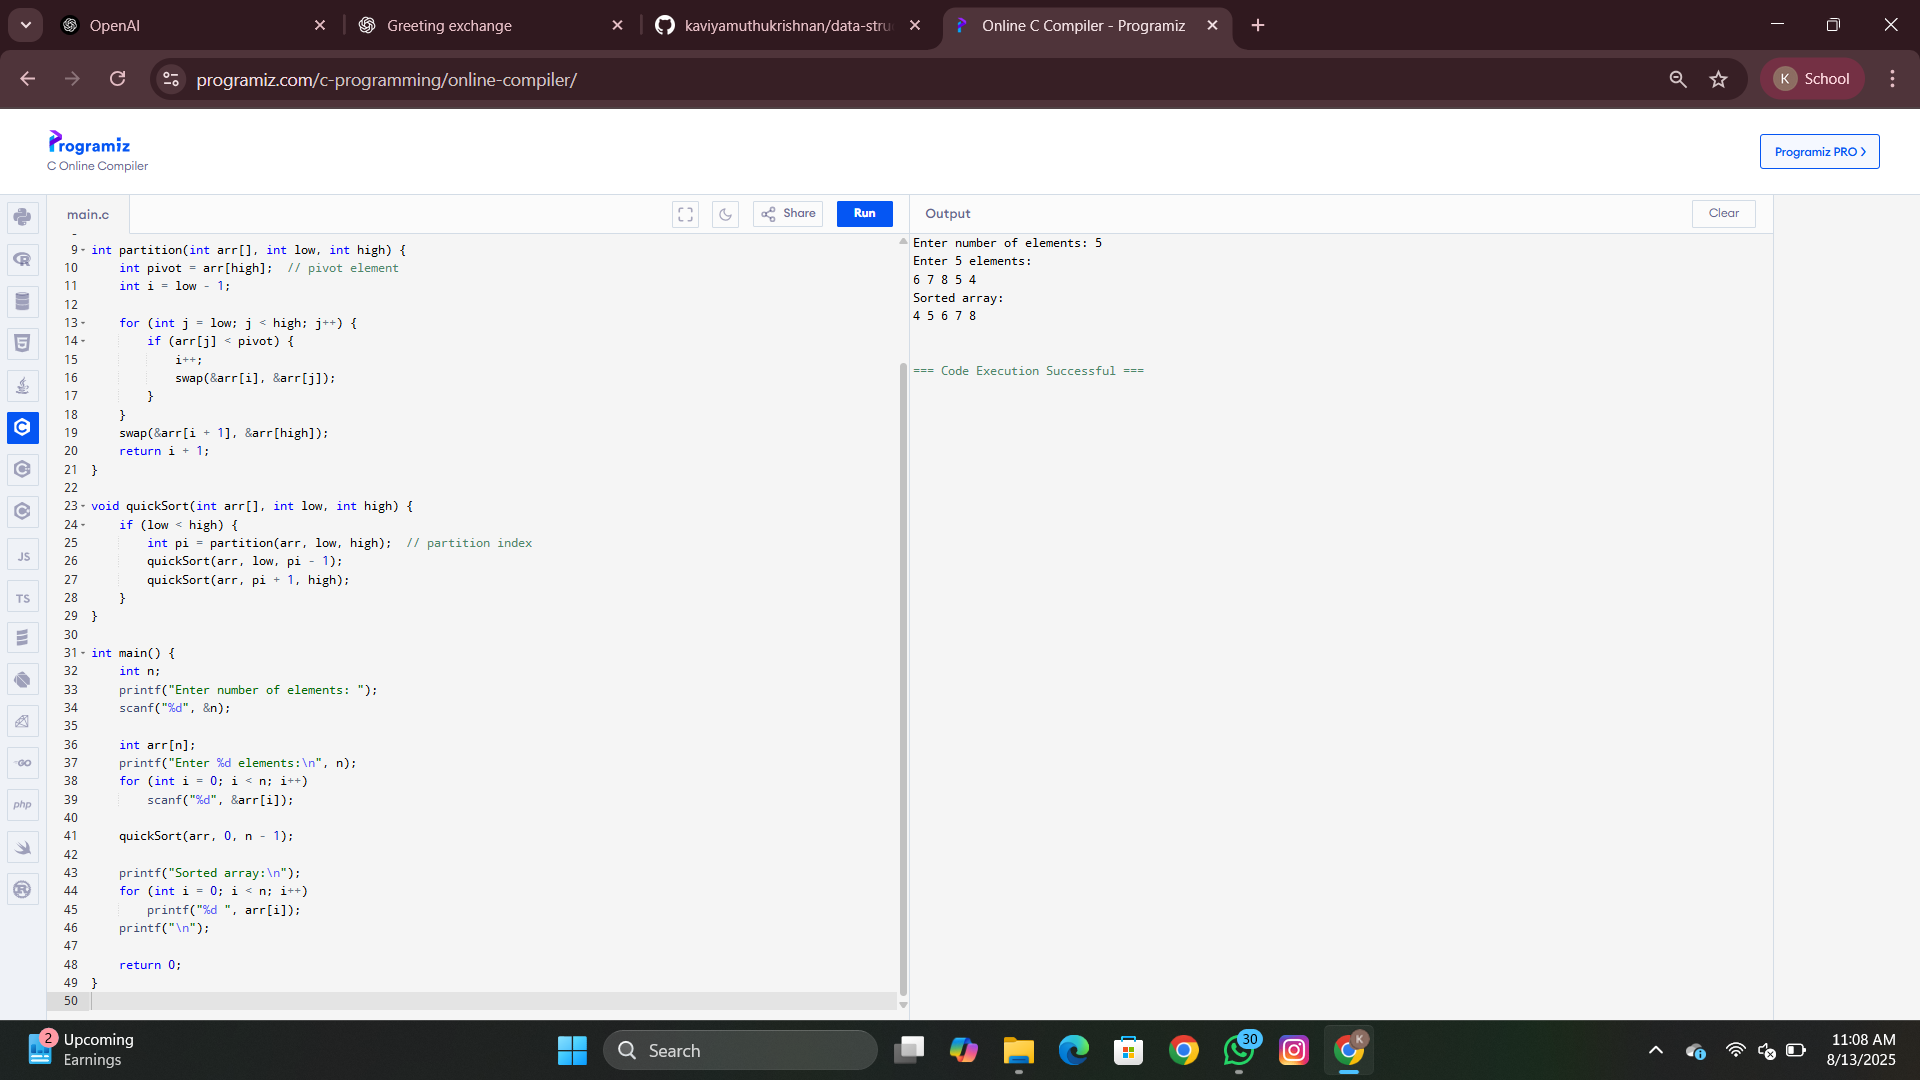 OpenAI
Greeting exchange
kaviyamuthukrishnan/data-stru
Online C Compiler - Programiz
programiz.com/c-programming/online-compiler/
K School
Programiz
C Online Compiler
Programiz PRO
main.c
Share
Run
Output
Clear
9 int partition(int arr[], int low, int high) {
10     int pivot = arr[high];  // pivot element
11     int i = low - 1;
12
13     for (int j = low; j < high; j++) {
14         if (arr[j] < pivot) {
15             i++;
16             swap(&arr[i], &arr[j]);
17         }
18     }
19     swap(&arr[i + 1], &arr[high]);
20     return i + 1;
21 }
22
23 void quickSort(int arr[], int low, int high) {
24     if (low < high) {
25         int pi = partition(arr, low, high);  // partition index
26         quickSort(arr, low, pi - 1);
27         quickSort(arr, pi + 1, high);
28     }
29 }
30
31 int main() {
32     int n;
33     printf("Enter number of elements: ");
34     scanf("%d", &n);
35
36     int arr[n];
37     printf("Enter %d elements:\n", n);
38     for (int i = 0; i < n; i++)
39         scanf("%d", &arr[i]);
40
41     quickSort(arr, 0, n - 1);
42
43     printf("Sorted array:\n");
44     for (int i = 0; i < n; i++)
45         printf("%d ", arr[i]);
46     printf("\n");
47
48     return 0;
49 }
50
Enter number of elements: 5
Enter 5 elements:
6 7 8 5 4
Sorted array:
4 5 6 7 8
=== Code Execution Successful ===
JS
TS
GO
php
2
Upcoming
Earnings
Search
30
K
11:08 AM
8/13/2025